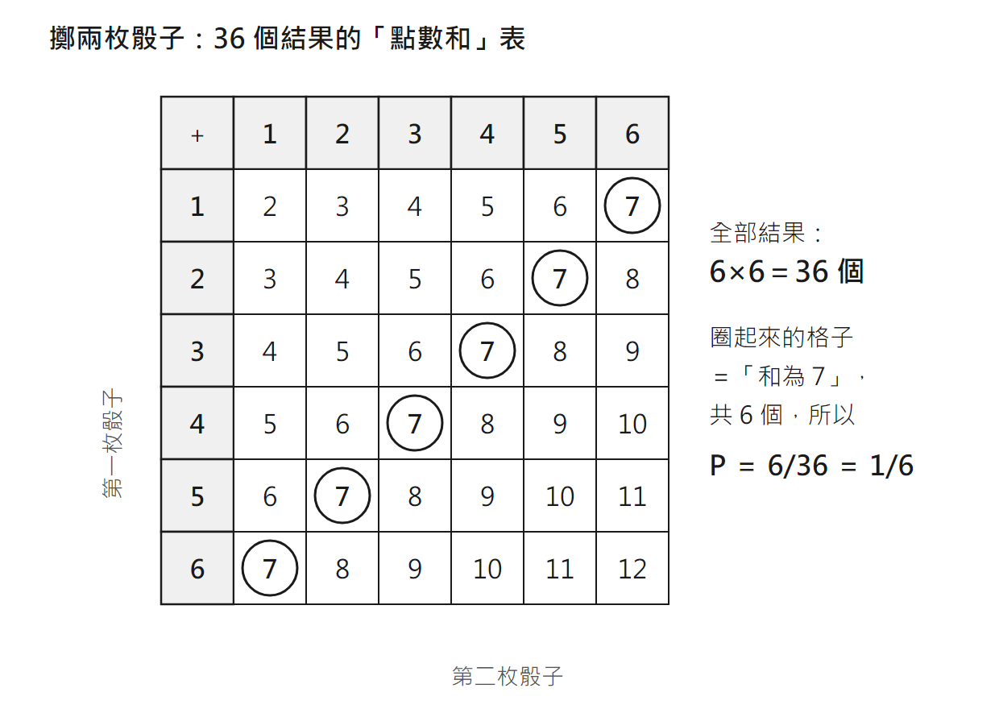 擲兩枚骰子：36 個結果的「點數和」表
+ 1 2 3 4 5 6
1 2 3 4 5 6 7
2 3 4 5 6 7 8
3 4 5 6 7 8 9
4 5 6 7 8 9 10
5 6 7 8 9 10 11
6 7 8 9 10 11 12
第一枚骰子
第二枚骰子
全部結果：
6×6＝36 個
圈起來的格子
＝「和為 7」，
共 6 個，所以
P ＝ 6/36 ＝ 1/6